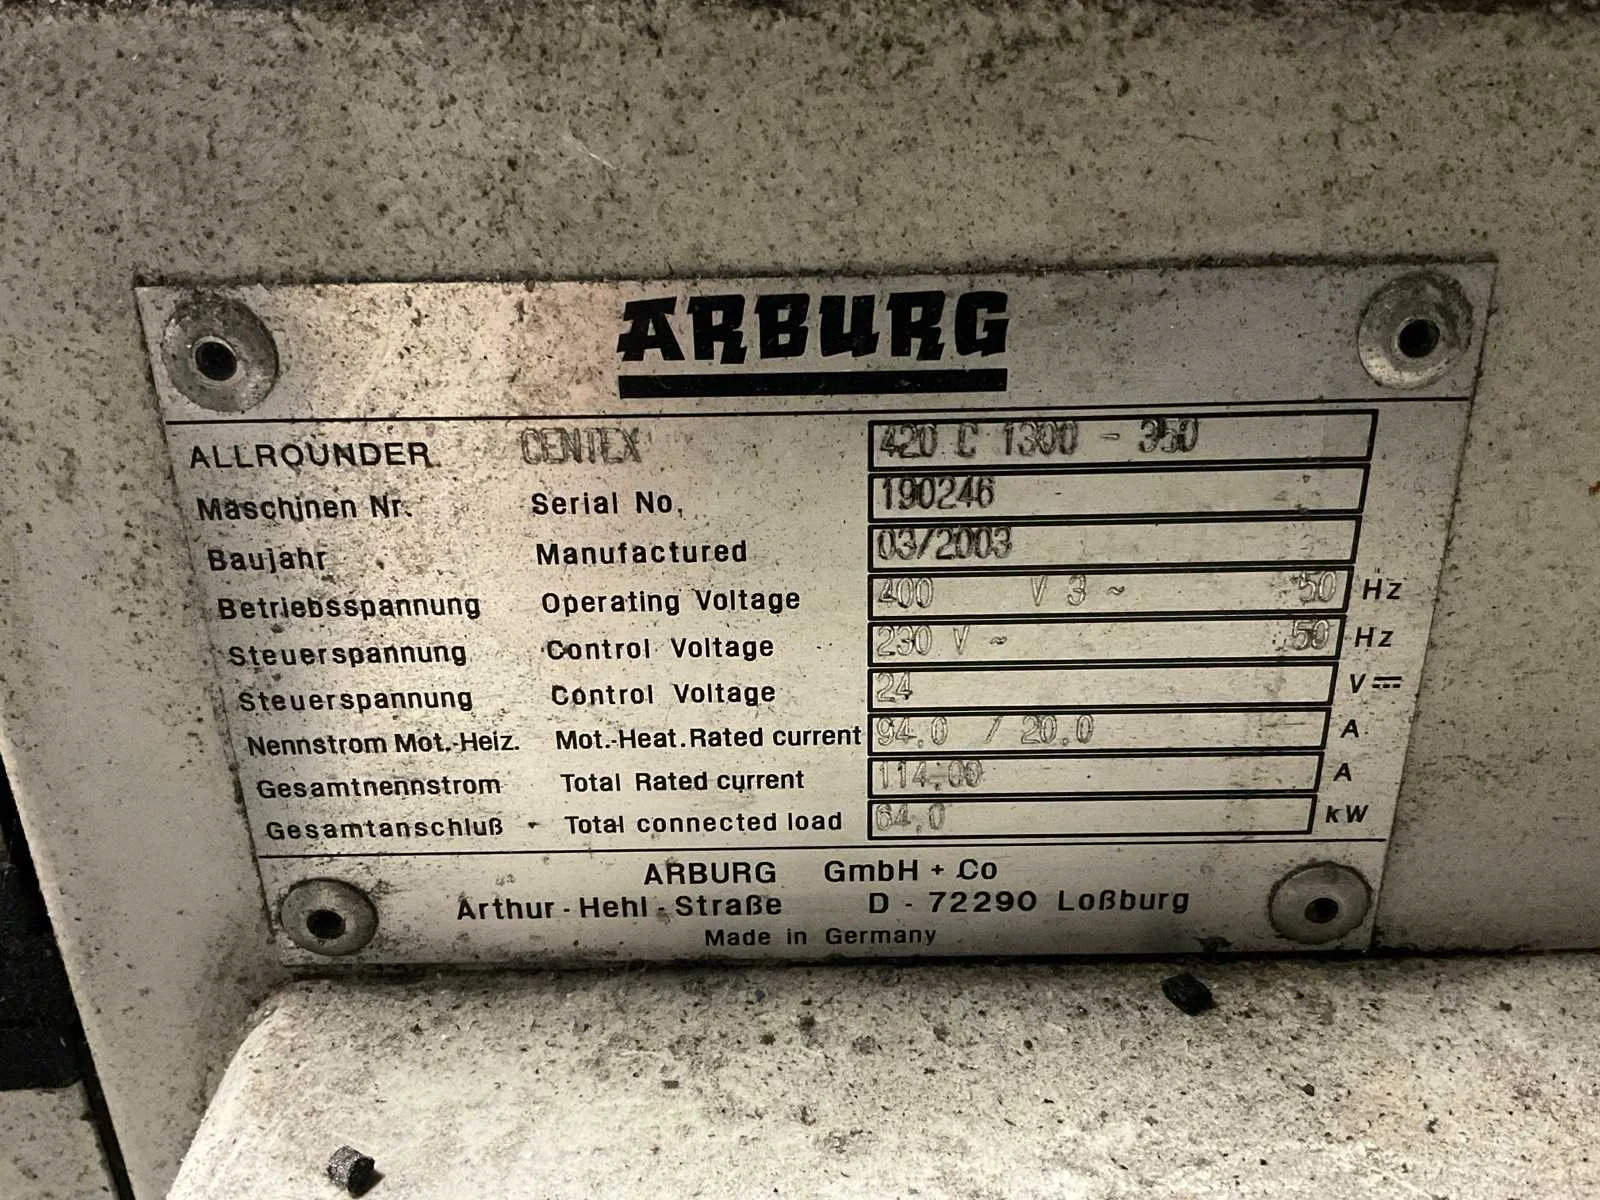 ARBURG
ALLROUNDER CENTEX 420 C 1300 - 350
Maschinen Nr. Serial No. 190246
Baujahr Manufactured 03/2003
Betriebsspannung Operating Voltage 400 V 3 ~ 50 Hz
Steuerspannung Control Voltage 230 V ~ 50 Hz
Steuerspannung Control Voltage 24 V ⎓
Nennstrom Mot.-Heiz. Mot.-Heat. Rated current 94,0 / 20,0 A
Gesamtnennstrom Total Rated current 114,00 A
Gesamtanschluß Total connected load 64,0 kW
ARBURG GmbH + Co
Arthur - Hehl - Straße D - 72290 Loßburg
Made in Germany